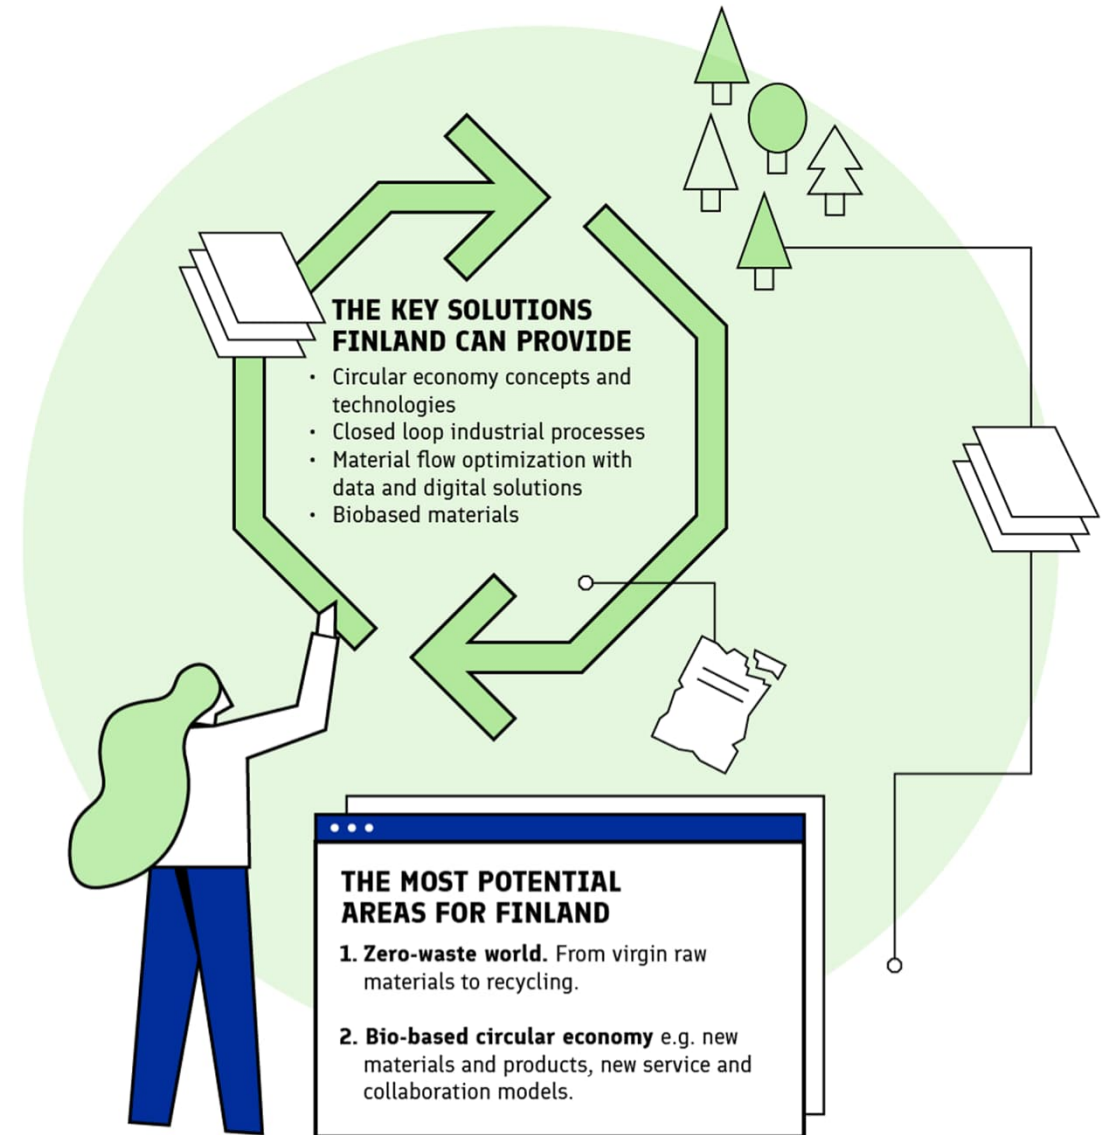 THE KEY SOLUTIONS
FINLAND CAN PROVIDE
• Circular economy concepts and
technologies
• Closed loop industrial processes
• Material flow optimization with
data and digital solutions
• Biobased materials
THE MOST POTENTIAL
AREAS FOR FINLAND
1. Zero-waste world. From virgin raw
materials to recycling.
2. Bio-based circular economy e.g. new
materials and products, new service and
collaboration models.